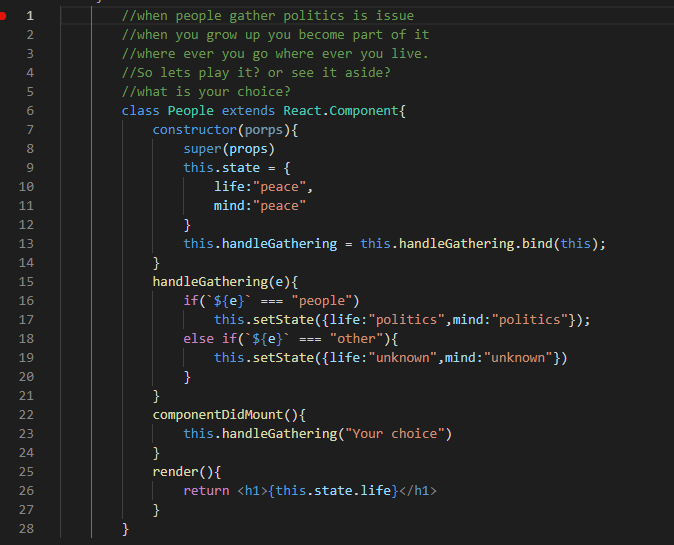 1 //when people gather politics is issue
2 //when you grow up you become part of it
3 //where ever you go where ever you live.
4 //So lets play it? or see it aside?
5 //what is your choice?
6 class People extends React.Component{
7 constructor(porps){
8 super(props)
9 this.state = {
10 life:"peace",
11 mind:"peace"
12 }
13 this.handleGathering = this.handleGathering.bind(this);
14 }
15 handleGathering(e){
16 if(`${e}` === "people")
17 this.setState({life:"politics",mind:"politics"});
18 else if(`${e}` === "other"){
19 this.setState({life:"unknown",mind:"unknown"})
20 }
21 }
22 componentDidMount(){
23 this.handleGathering("Your choice")
24 }
25 render(){
26 return <h1>{this.state.life}</h1>
27 }
28 }